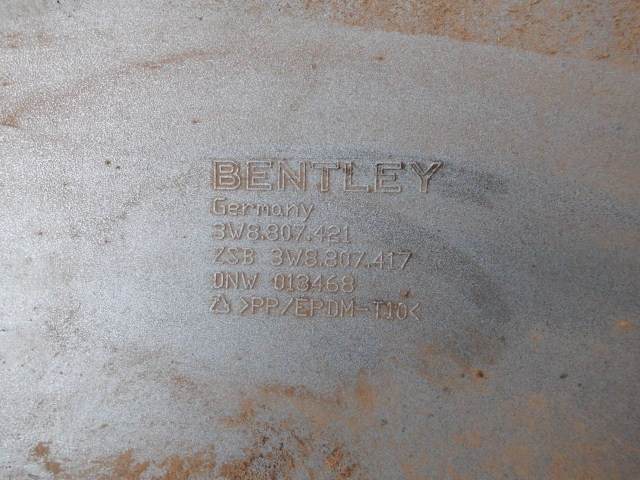 BENTLEY
Germany
3W8.807.421
ZSB 3W8.807.417
DNW 013468
>PP/EPDM-T10<